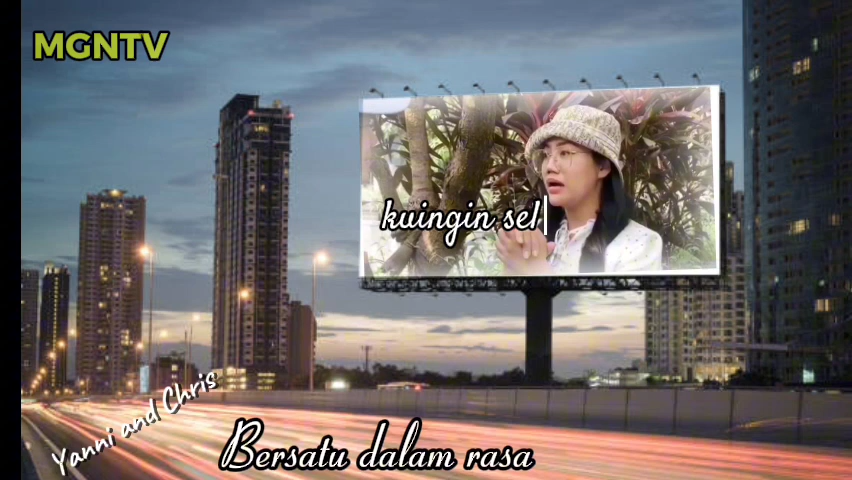 MGNTV
kuingin sel
Yanni and Chris
Bersatu dalam rasa